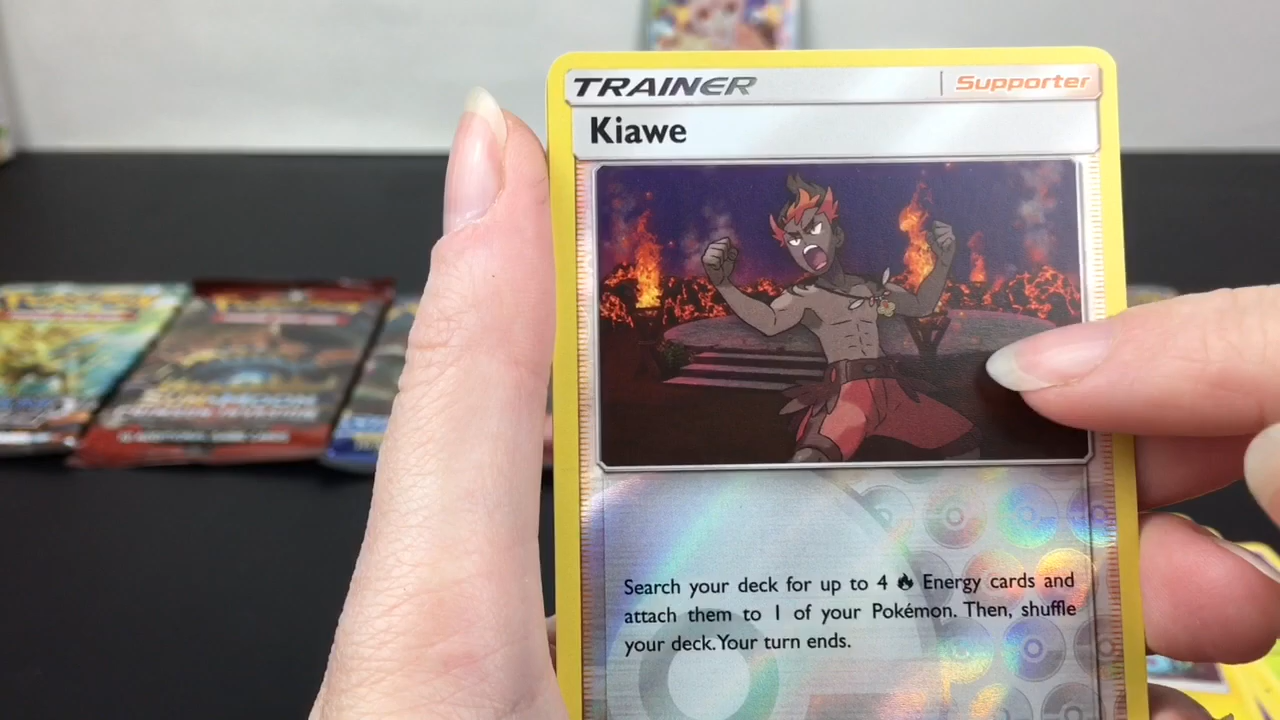 TRAINER
Supporter
Kiawe
Search your deck for up to 4 Energy cards and
attach them to 1 of your Pokémon. Then, shuffle
your deck. Your turn ends.